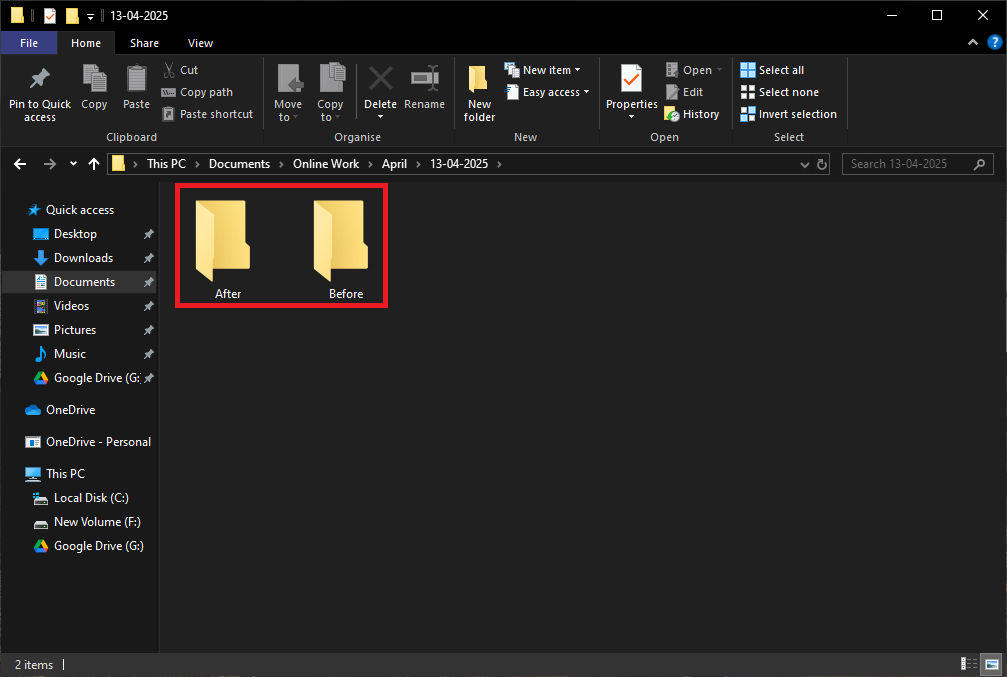 13-04-2025
File Home Share View
Pin to Quick access
Copy
Paste
Cut
Copy path
Paste shortcut
Clipboard
Move to
Copy to
Delete
Rename
Organise
New folder
New item
Easy access
New
Properties
Open
Edit
History
Open
Select all
Select none
Invert selection
Select
This PC > Documents > Online Work > April > 13-04-2025 >
Search 13-04-2025
Quick access
Desktop
Downloads
Documents
Videos
Pictures
Music
Google Drive (G:
OneDrive
OneDrive - Personal
This PC
Local Disk (C:)
New Volume (F:)
Google Drive (G:)
After
Before
2 items